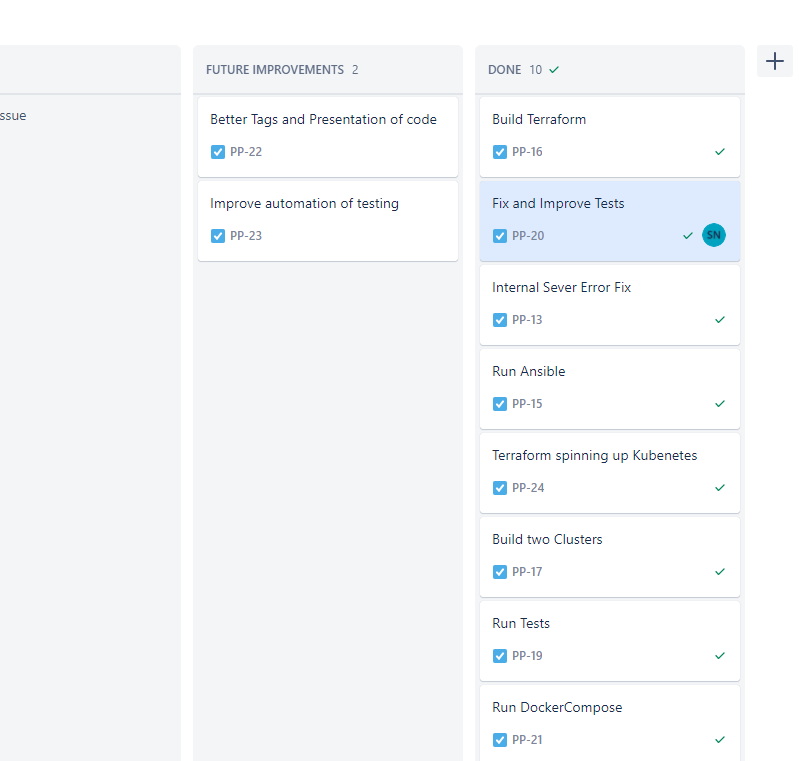 ssue
FUTURE IMPROVEMENTS 2
Better Tags and Presentation of code
PP-22
Improve automation of testing
PP-23
DONE 10
Build Terraform
PP-16
Fix and Improve Tests
PP-20 SN
Internal Sever Error Fix
PP-13
Run Ansible
PP-15
Terraform spinning up Kubenetes
PP-24
Build two Clusters
PP-17
Run Tests
PP-19
Run DockerCompose
PP-21